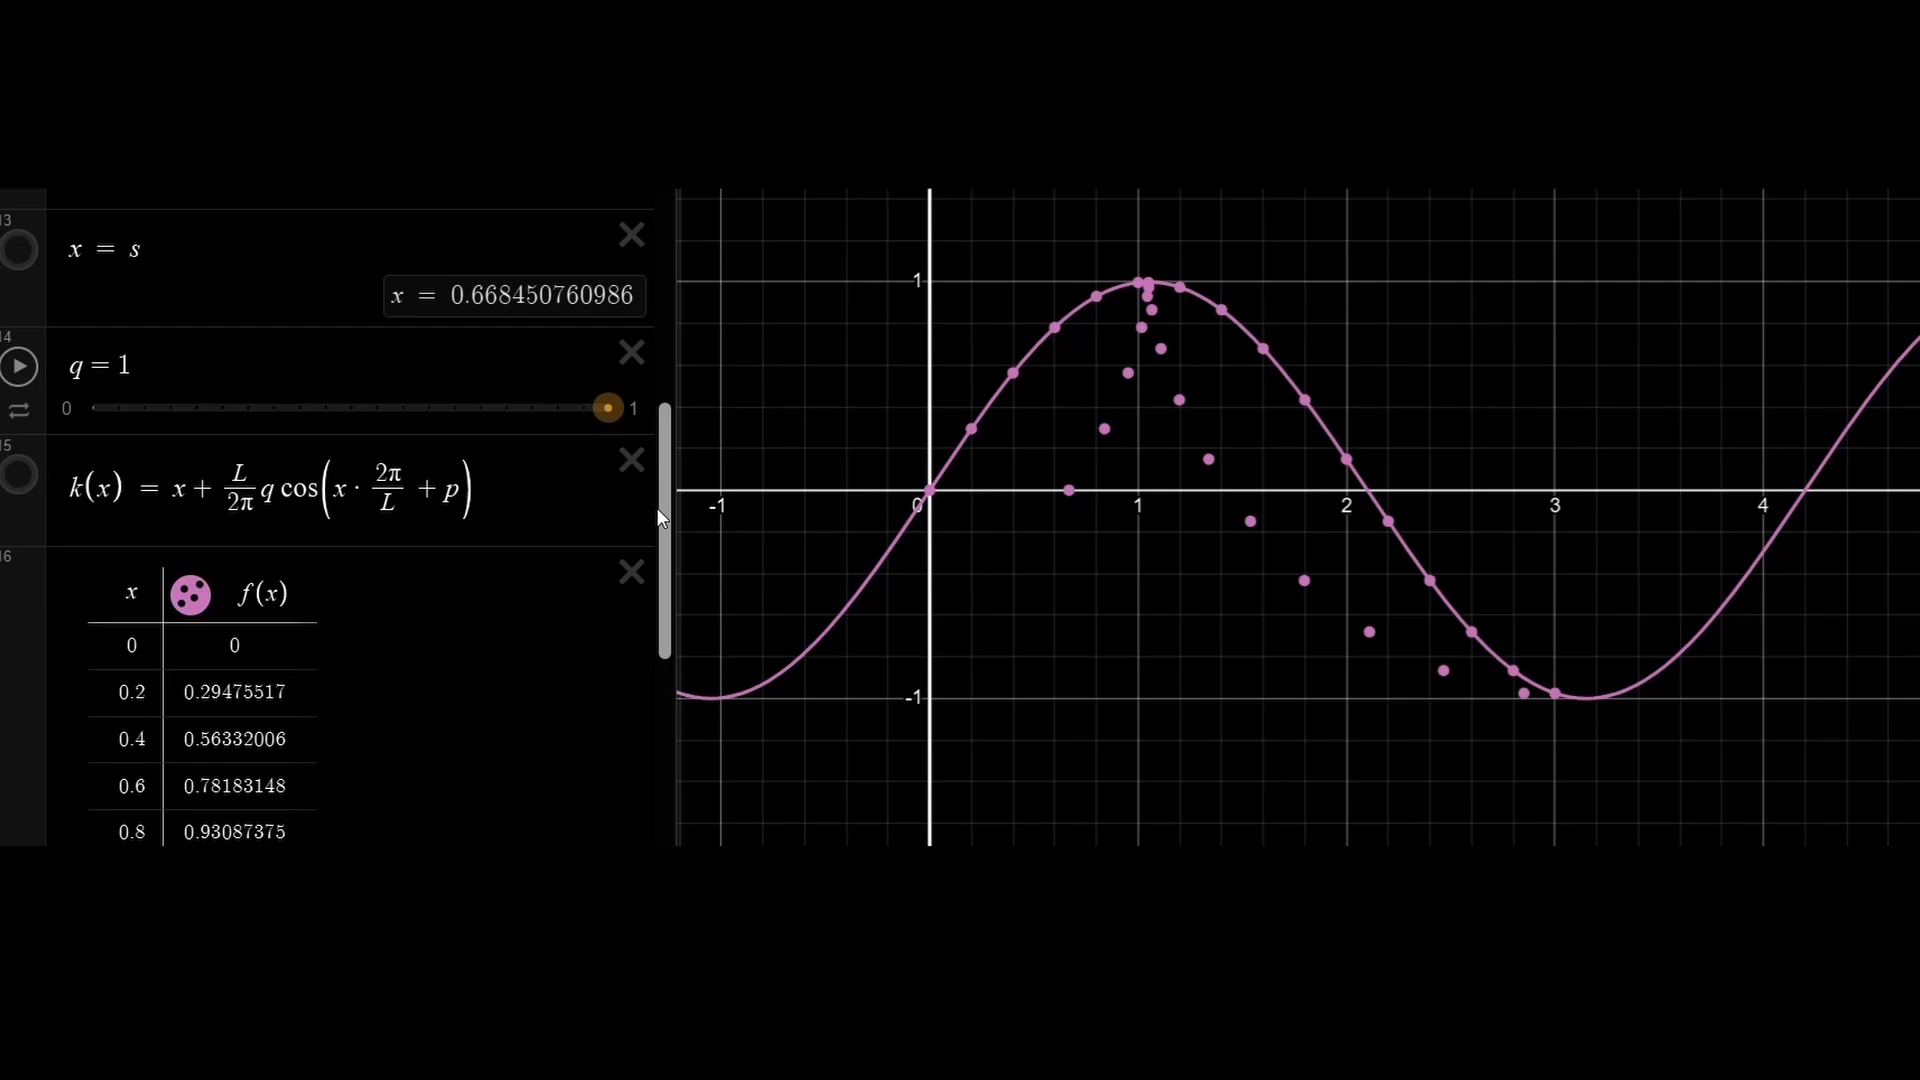 13
x = s
x = 0.668450760986
14
q = 1
0 1
15
k(x) = x + \frac{L}{2π} q cos(x · \frac{2π}{L} + p)
16
x f(x)
0 0
0.2 0.29475517
0.4 0.56332006
0.6 0.78183148
0.8 0.93087375
1
-1 0 1 2 3 4
-1